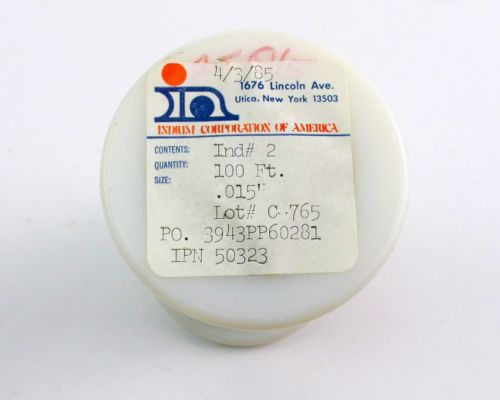 4/3/85
1676 Lincoln Ave.
Utica, New York 13503
INDIUM CORPORATION OF AMERICA
CONTENTS: Ind# 2
QUANTITY: 100 Ft.
SIZE: .015"
Lot# C-765
PO. 3943PP60281
IPN 50323